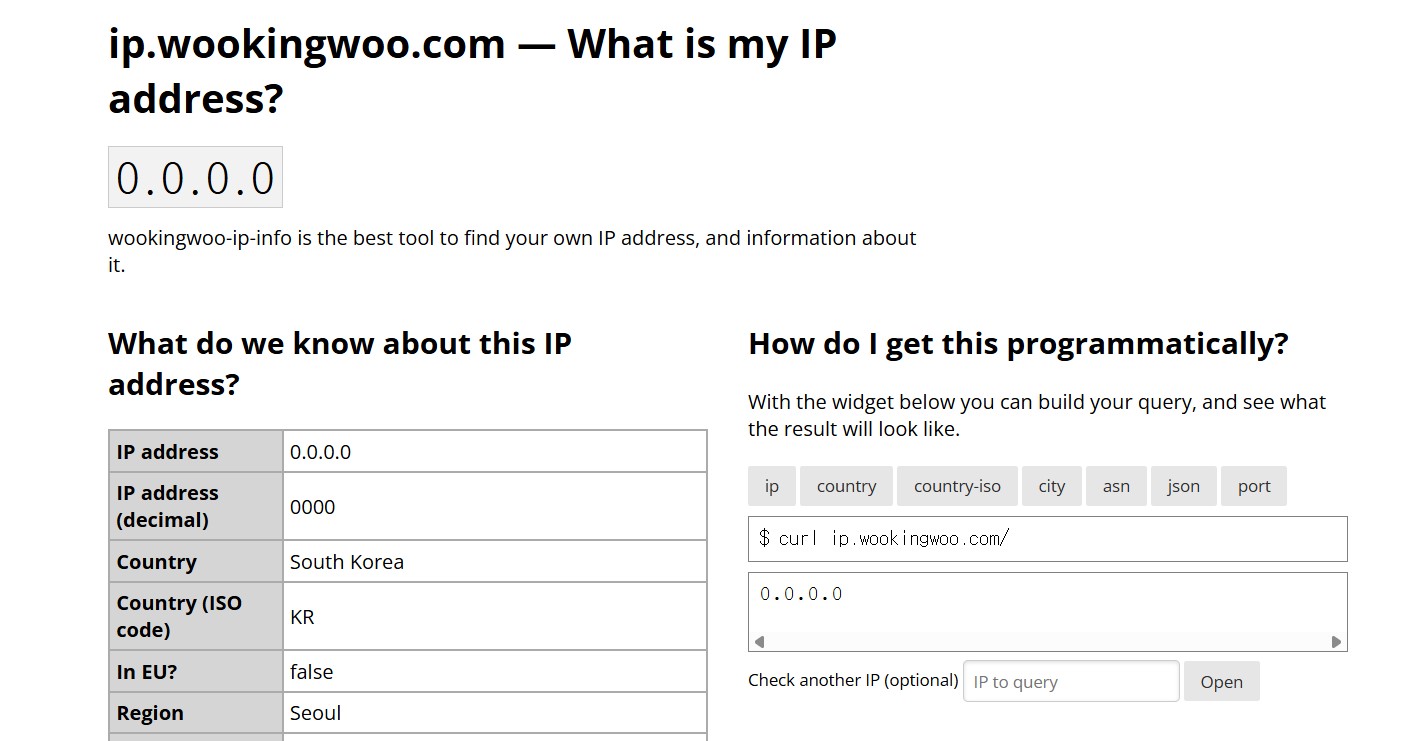 ip.wookingwoo.com — What is my IP
address?
0.0.0.0
wookingwoo-ip-info is the best tool to find your own IP address, and information about
it.
What do we know about this IP
address?
IP address
0.0.0.0
IP address
(decimal)
0000
Country
South Korea
Country (ISO
code)
KR
In EU?
false
Region
Seoul
How do I get this programmatically?
With the widget below you can build your query, and see what
the result will look like.
ip country country-iso city asn json port
$ curl ip.wookingwoo.com/
0.0.0.0
Check another IP (optional) IP to query Open